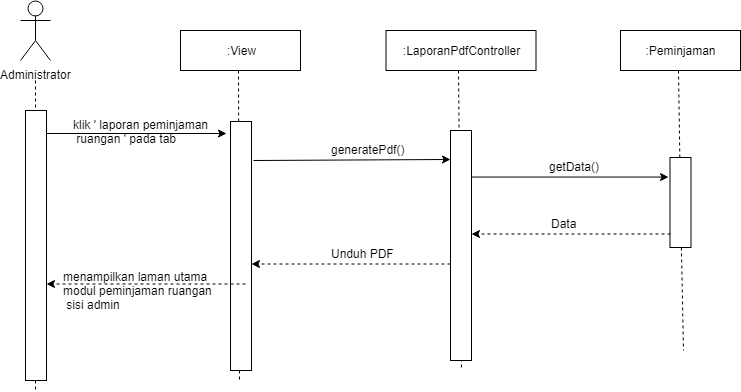 Administrator
:View
:LaporanPdfController
:Peminjaman
klik ' laporan peminjaman
ruangan ' pada tab
generatePdf()
getData()
Data
Unduh PDF
menampilkan laman utama
modul peminjaman ruangan
sisi admin